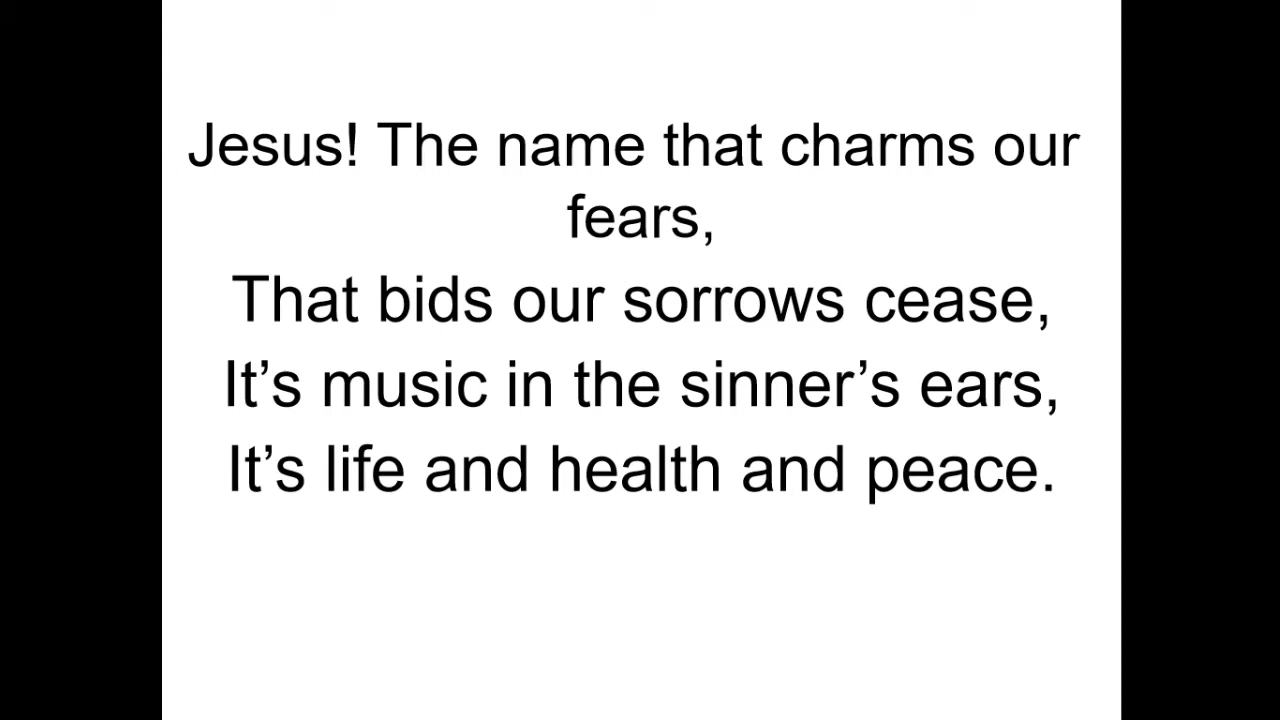 Jesus! The name that charms our
fears,
That bids our sorrows cease,
It’s music in the sinner’s ears,
It’s life and health and peace.